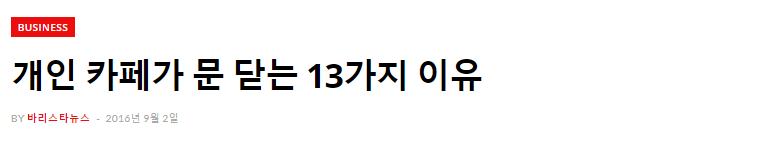 BUSINESS
개인 카페가 문 닫는 13가지 이유
BY 바리스타뉴스 - 2016년 9월 2일